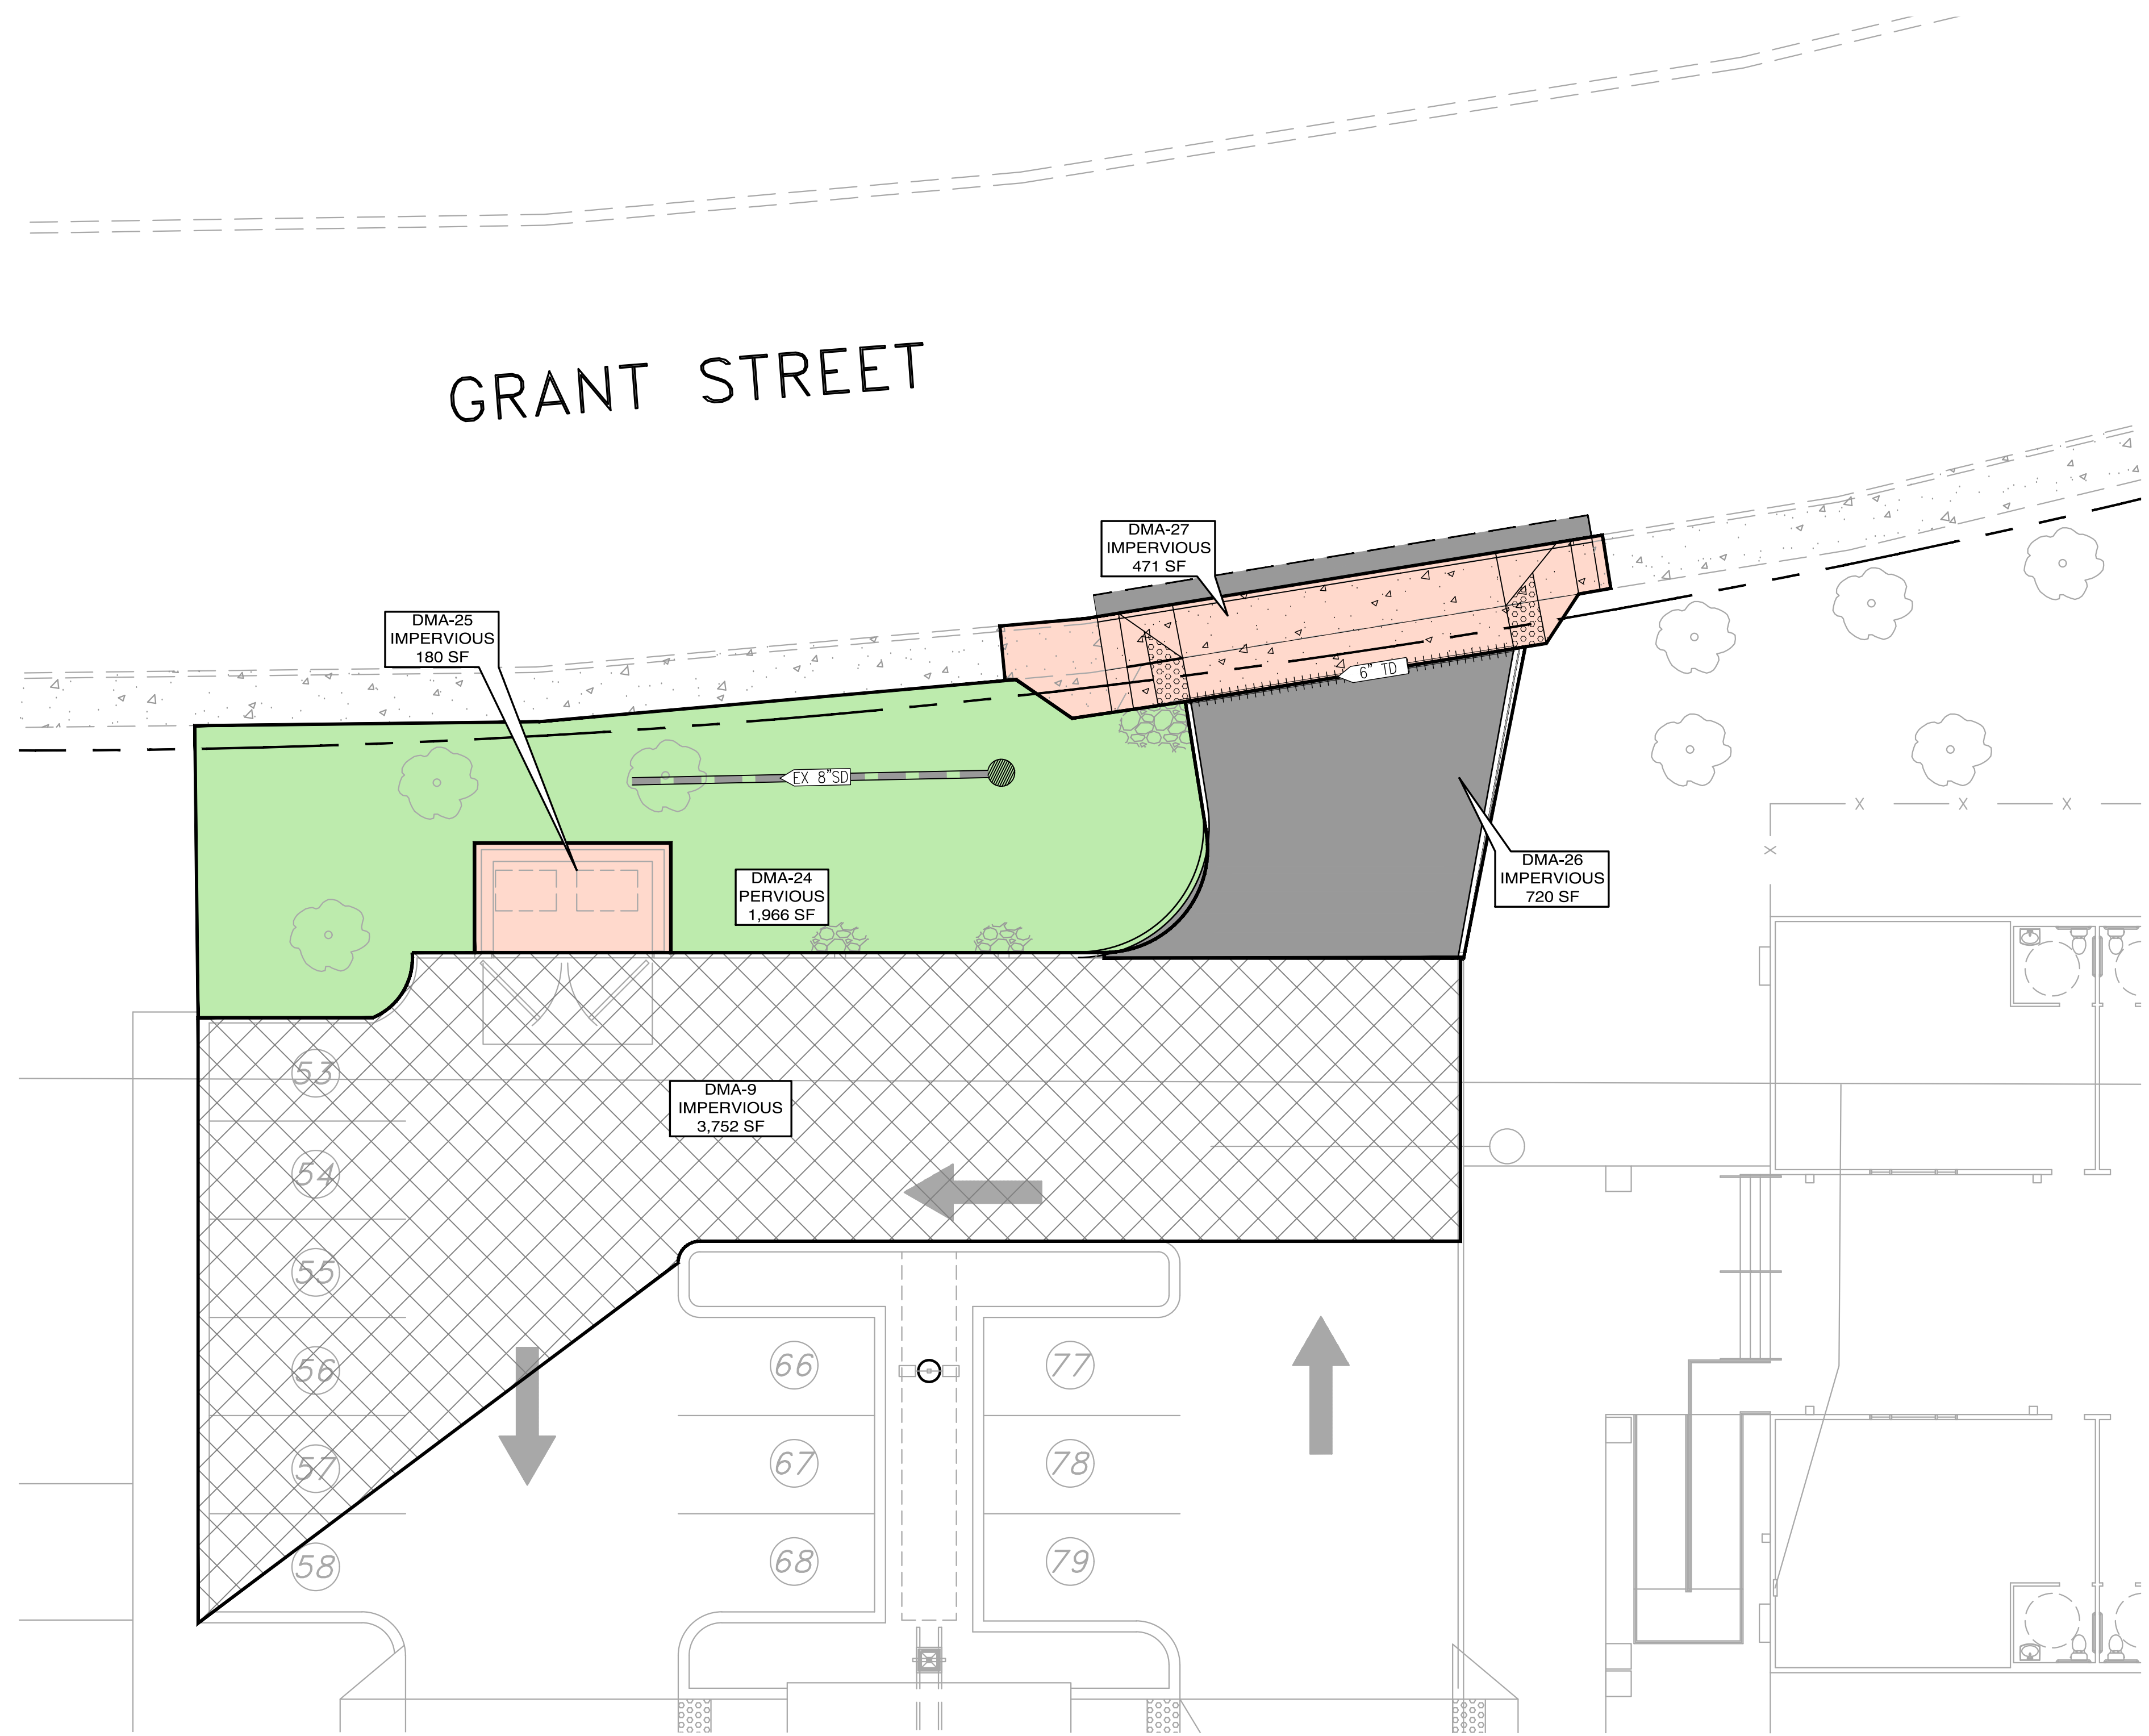 GRANT STREET
DMA-27
IMPERVIOUS
471 SF
DMA-25
IMPERVIOUS
180 SF
6" TD
EX 8"SD
DMA-24
PERVIOUS
1,966 SF
DMA-26
IMPERVIOUS
720 SF
X X X
X
53
DMA-9
IMPERVIOUS
3,752 SF
54
55
56
66
77
57
67
78
58
68
79